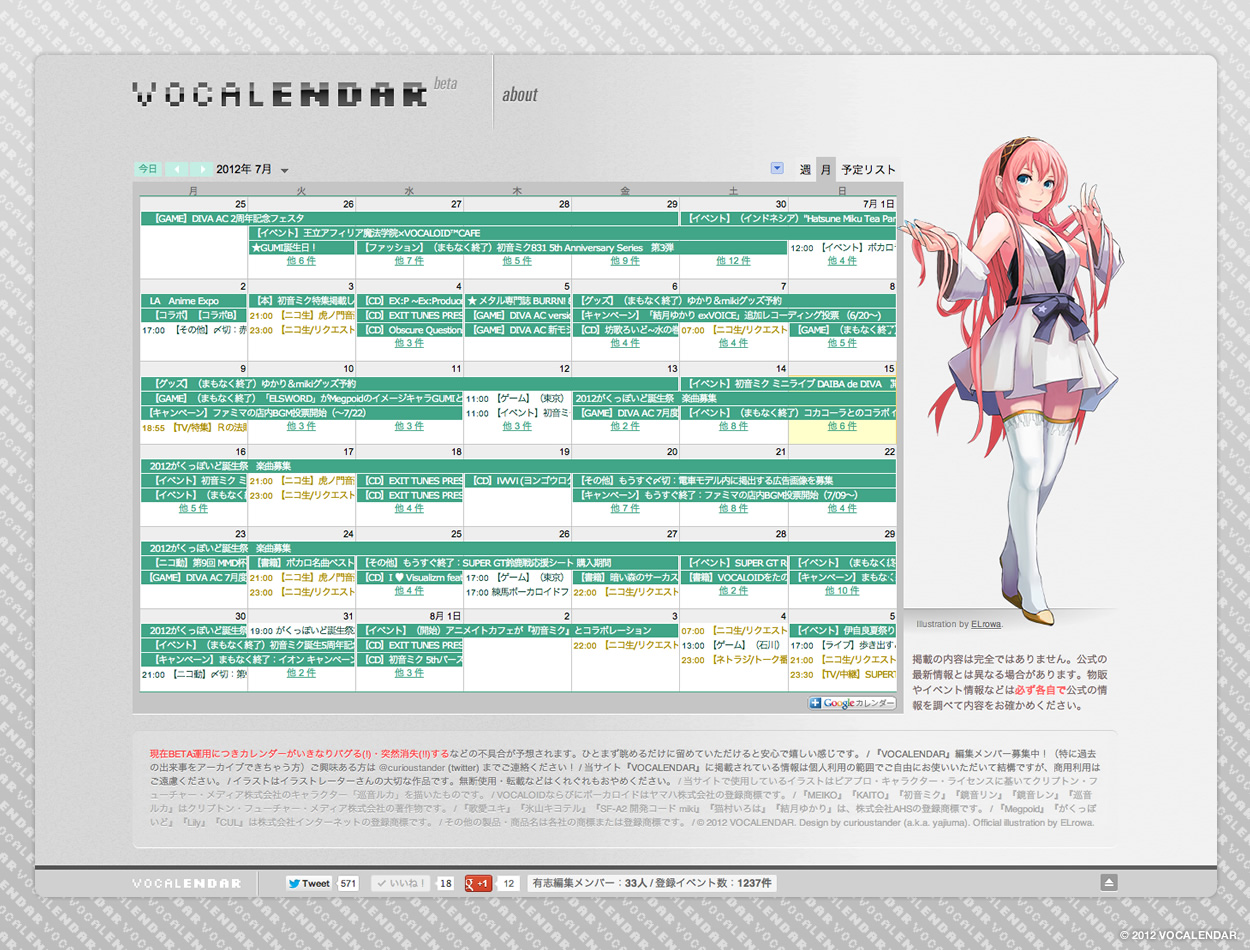 VOCALENDAR beta
about
今日 2012年 7月
週 月 予定リスト
月 火 水 木 金 土 日
25 26 27 28 29 30 7月 1日
【GAME】DIVA AC 2周年記念フェスタ 【イベント】（インドネシア）"Hatsune Miku Tea Par
【イベント】王立アフィリア魔法学院×VOCALOID™CAFE
★GUMI誕生日！ 【ファッション】（まもなく終了）初音ミク831 5th Anniversary Series 第3弾 12:00 【イベント】ボカロ
他 6 件 他 7 件 他 5 件 他 9 件 他 12 件 他 4 件
2 3 4 5 6 7 8
LA Anime Expo 【本】初音ミク特集掲載し 【CD】EX:P ~Ex:Produce ★ メタル専門誌 BURRN! 【グッズ】（まもなく終了）ゆかり＆mikiグッズ予約
【コラボ】【コラボB】 21:00 【ニコ生】虎ノ門音 【CD】EXIT TUNES PRES 【GAME】DIVA AC versi 【キャンペーン】「結月ゆかり exVOICE」追加レコーディング投票（6/20～）
17:00 【その他】〆切：赤 23:00 【ニコ生/リクエスト 【CD】Obscure Question 【GAME】DIVA AC 新モジ 【CD】坊歌ろいど~水の巻 07:00 【ニコ生/リクエスト 【GAME】（まもなく終了
他 3 件 他 4 件 他 4 件 他 5 件
9 10 11 12 13 14 15
【グッズ】（まもなく終了）ゆかり＆mikiグッズ予約 【イベント】初音ミク ミニライブ DAIBA de DIVA
【GAME】（まもなく終了）「ELSWORD」がMegpoidのイメージキャラGUMIと 11:00 【ゲーム】（東京） 2012がくっぽいど誕生祭 楽曲募集
【キャンペーン】ファミマの店内BGM投票開始（～7/22） 11:00 【イベント】初音ミ 【GAME】DIVA AC 7月度 【イベント】（まもなく終了）コカコーラとのコラボ イ
18:55 【TV/特集】Ｒの法則 他 3 件 他 3 件 他 3 件 他 2 件 他 8 件 他 6 件
16 17 18 19 20 21 22
2012がくっぽいど誕生祭 楽曲募集
【イベント】初音ミク ミ 21:00 【ニコ生】虎ノ門音 【CD】EXIT TUNES PRES 【CD】IVVVI (ヨンゴウロク 【その他】もうすぐ〆切：電車モデル内に掲出する広告画像を募集
【イベント】（まもなく 23:00 【ニコ生/リクエスト 【CD】EXIT TUNES PRES 【キャンペーン】もうすぐ終了：ファミマの店内BGM投票開始（7/09～）
他 5 件 他 4 件 他 7 件 他 8 件 他 4 件
23 24 25 26 27 28 29
2012がくっぽいど誕生祭 楽曲募集
【ニコ動】第9回 MMD杯 【書籍】ボカロ名曲ベスト 【その他】もうすぐ終了：SUPER GT鈴鹿戦応援シート 購入期間 【イベント】SUPER GT R 【イベント】（まもなく
【GAME】DIVA AC 7月度 21:00 【ニコ生】虎ノ門音 【CD】I ♥ Visualizm feat 17:00 【ゲーム】（東京） 【書籍】暗い森のサーカス 【書籍】VOCALOIDをたの 【キャンペーン】まもなく
23:00 【ニコ生/リクエスト 他 4 件 17:00 練馬ボーカロイドフ 22:00 【ニコ生/リクエスト 他 2 件 他 10 件
30 31 8月 1日 2 3 4 5
2012がくっぽいど誕生祭 19:00 がくっぽいど誕生祭 【イベント】（開始）アニメイトカフェが『初音ミク』とコラボレーション 07:00 【ニコ生/リクエスト 【イベント】伊自良夏祭り
【イベント】（まもなく終了）初音ミク誕生5周年記 【CD】EXIT TUNES PRES 22:00 【ニコ生/リクエスト 13:00 【ゲーム】（石川） 17:00 【ライブ】歩き出す
【キャンペーン】まもなく終了：イオン キャンペーン 【CD】初音ミク 5thバース 23:00 【ネトラジ/トーク番 21:00 【ニコ生/リクエスト
21:00 【ニコ動】〆切：第 他 2 件 他 3 件 23:30 【TV/中継】SUPER
Google カレンダー
Illustration by ELrowa.
掲載の内容は完全ではありません。公式の
最新情報とは異なる場合があります。物販
やイベント情報などは必ず各自で公式の情
報を調べて内容をお確かめください。
現在BETA運用につきカレンダーがいきなりバグる(!)・突然消失(!!)するなどの不具合が予想されます。ひとまず眺めるだけに留めていただけると安心で嬉しい感じです。 / 『VOCALENDAR』編集メンバー募集中！（特に過去
の出来事をアーカイブできちゃう方）ご興味ある方は @curioustander (twitter) までご連絡ください！ / 当サイト『VOCALENDAR』に掲載されている情報は個人利用の範囲でご自由にお使いいただいて結構ですが、商用利用は
ご遠慮ください。 / イラストはイラストレーターさんの大切な作品です。無断使用・転載などはくれぐれもおやめください。 / 当サイトで使用しているイラストはピアプロ・キャラクター・ライセンスに基いてクリプトン・フ
ューチャー・メディア株式会社のキャラクター「巡音ルカ」を描いたものです。 / VOCALOIDならびにボーカロイドはヤマハ株式会社の登録商標です。 / 『MEIKO』『KAITO』『初音ミク』『鏡音リン』『鏡音レン』『巡音
ルカ』はクリプトン・フューチャー・メディア株式会社の著作物です。 / 『歌愛ユキ』『氷山キヨテル』『SF-A2 開発コード miki』『猫村いろは』『結月ゆかり』は、株式会社AHSの登録商標です。 / 『Megpoid』『がくっぽ
いど』『Lily』『CUL』は株式会社インターネットの登録商標です。 / その他の製品・商品名は各社の商標または登録商標です。 / © 2012 VOCALENDAR. Design by curioustander (a.k.a. yajiuma). Official illustration by ELrowa.
VOCALENDAR Tweet 571 いいね！ 18 +1 12 有志編集メンバー：33人 / 登録イベント数：1237件
© 2012 VOCALENDAR.